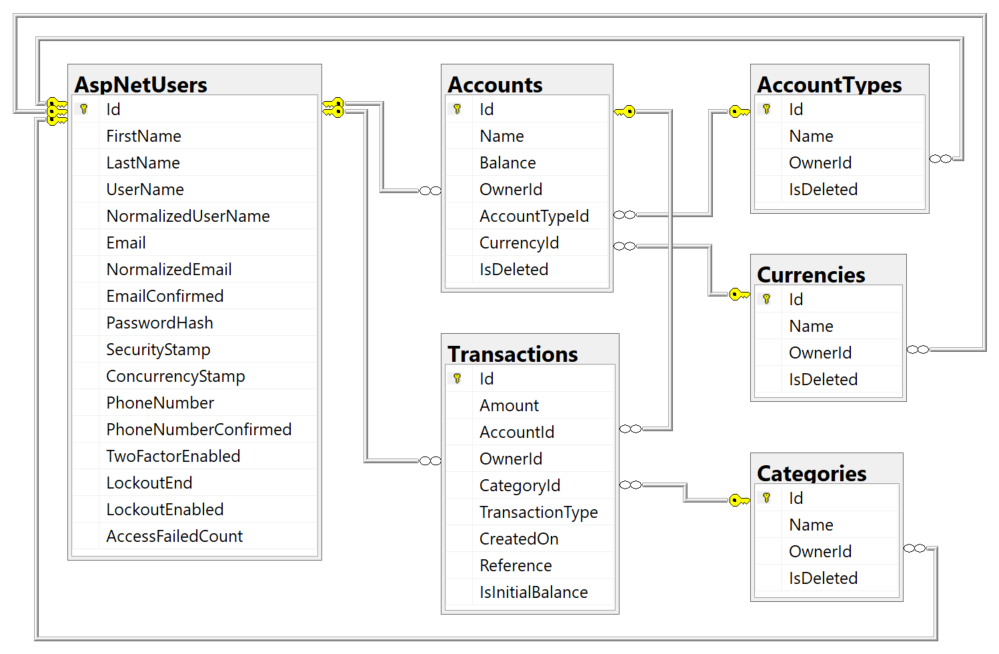 AspNetUsers
Id
FirstName
LastName
UserName
NormalizedUserName
Email
NormalizedEmail
EmailConfirmed
PasswordHash
SecurityStamp
ConcurrencyStamp
PhoneNumber
PhoneNumberConfirmed
TwoFactorEnabled
LockoutEnd
LockoutEnabled
AccessFailedCount
Accounts
Id
Name
Balance
OwnerId
AccountTypeId
CurrencyId
IsDeleted
Transactions
Id
Amount
AccountId
OwnerId
CategoryId
TransactionType
CreatedOn
Reference
IsInitialBalance
AccountTypes
Id
Name
OwnerId
IsDeleted
Currencies
Id
Name
OwnerId
IsDeleted
Categories
Id
Name
OwnerId
IsDeleted